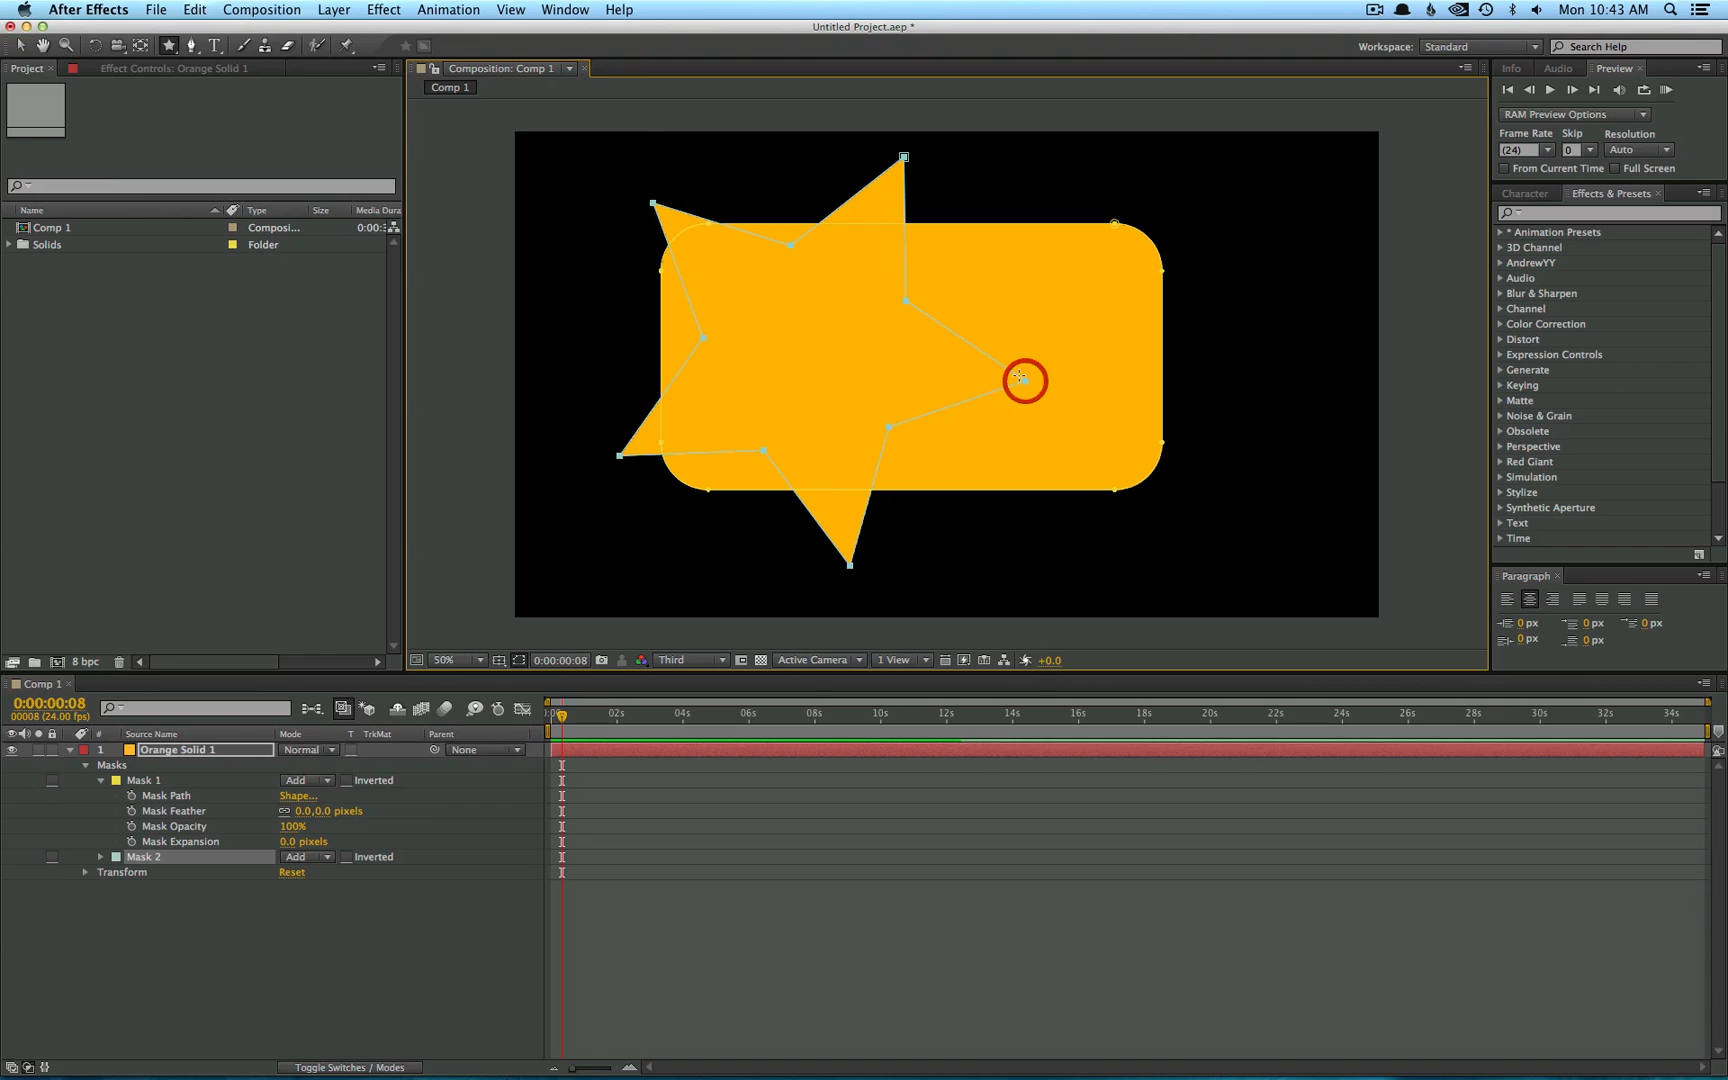 After Effects File Edit Composition Layer Effect Animation View Window Help Mon 10:43 AM
Untitled Project.aep *
Workspace: Standard Search Help
Project Effect Controls: Orange Solid 1
Composition: Comp 1
Info Audio Preview
Comp 1
RAM Preview Options
Frame Rate Skip Resolution
(24) 0 Auto
From Current Time Full Screen
Character Effects & Presets
Name Type Size Media Dura
Comp 1 Composi... 0:00:
Solids Folder
* Animation Presets
3D Channel
AndrewYY
Audio
Blur & Sharpen
Channel
Color Correction
Distort
Expression Controls
Generate
Keying
Matte
Noise & Grain
Obsolete
Perspective
Red Giant
Simulation
Stylize
Synthetic Aperture
Text
Time
Paragraph
0 px 0 px 0 px
0 px 0 px
8 bpc
50% 0:00:00:08 Third Active Camera 1 View +0.0
Comp 1
0:00:00:08
00008 (24.00 fps)
02s 04s 06s 08s 10s 12s 14s 16s 18s 20s 22s 24s 26s 28s 30s 32s 34s
# Source Name Mode T TrkMat Parent
1 Orange Solid 1 Normal None
Masks
Mask 1 Add Inverted
Mask Path Shape...
Mask Feather 0.0,0.0 pixels
Mask Opacity 100%
Mask Expansion 0.0 pixels
Mask 2 Add Inverted
Transform Reset
Toggle Switches / Modes